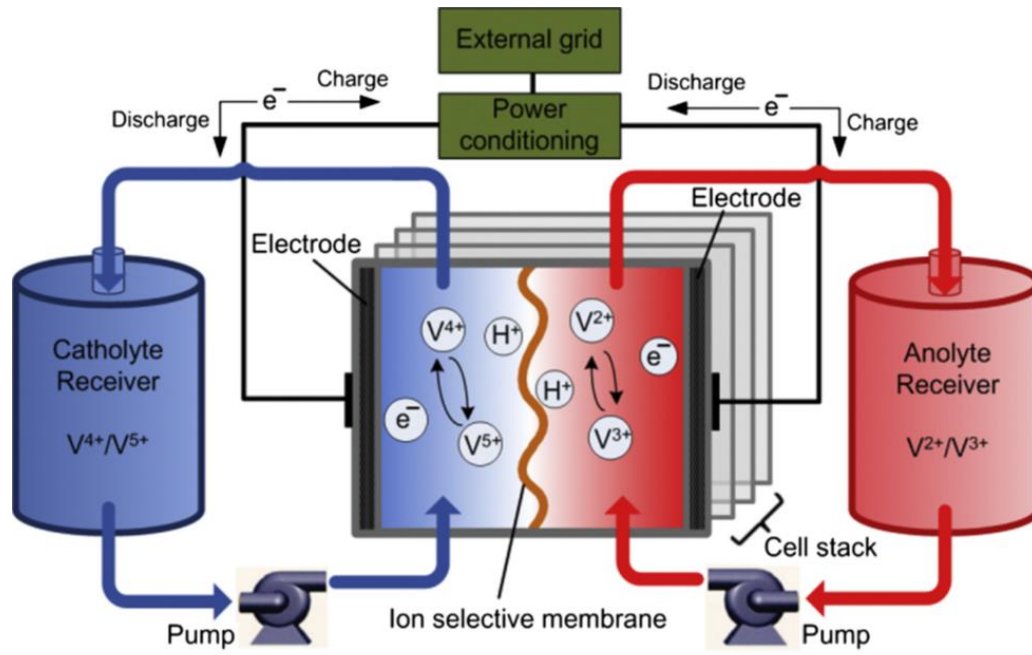 External grid
Charge
e⁻
Discharge
Power
conditioning
Discharge
e⁻
Charge
Electrode
Electrode
Catholyte
Receiver
V⁴⁺/V⁵⁺
V⁴⁺
H⁺
V²⁺
e⁻
H⁺
e⁻
V⁵⁺
V³⁺
Anolyte
Receiver
V²⁺/V³⁺
Cell stack
Ion selective membrane
Pump
Pump